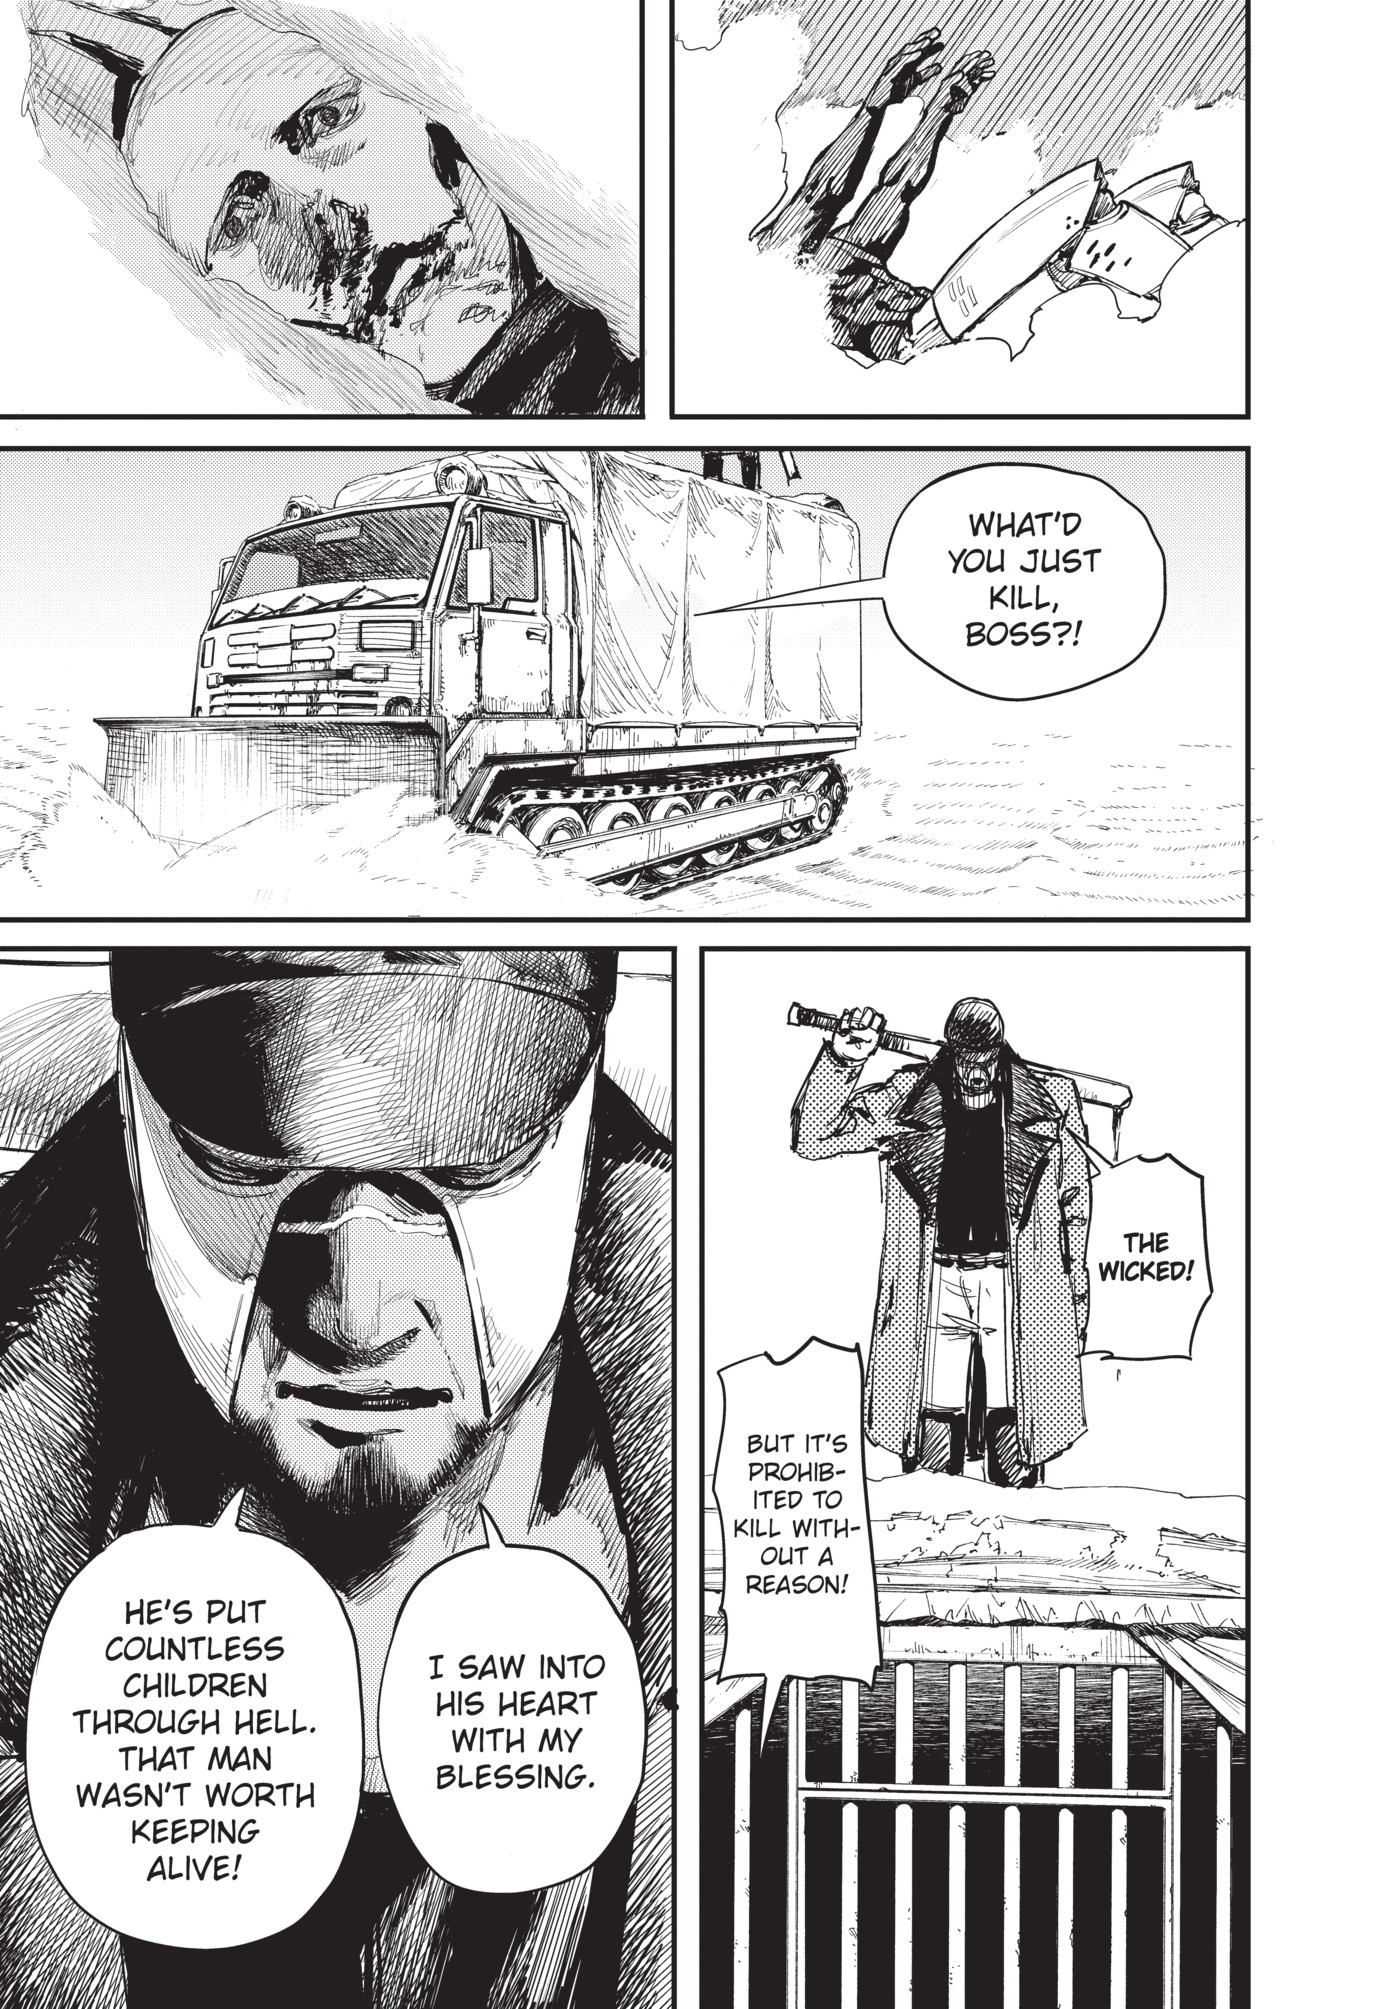 WHAT'D
YOU JUST
KILL,
BOSS?!
THE
WICKED!
BUT IT'S
PROHIB-
ITED TO
KILL WITH-
OUT A
REASON!
I SAW INTO
HIS HEART
WITH MY
BLESSING.
HE'S PUT
COUNTLESS
CHILDREN
THROUGH HELL.
THAT MAN
WASN'T WORTH
KEEPING
ALIVE!